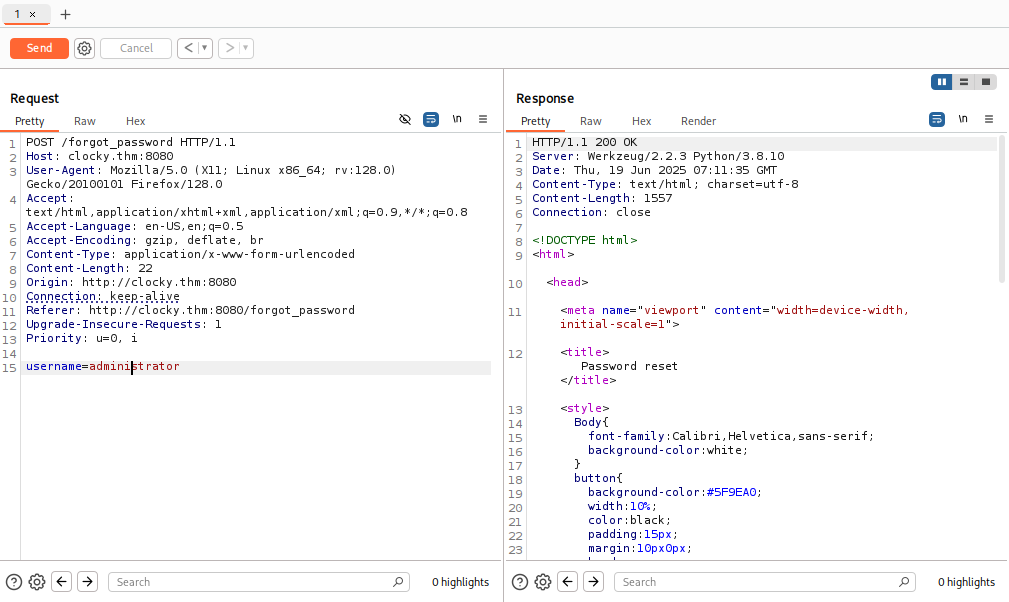 1 ×
+
Send
Cancel
< ▼
> ▼
Request
Pretty Raw Hex
\n
1 POST /forgot_password HTTP/1.1
2 Host: clocky.thm:8080
3 User-Agent: Mozilla/5.0 (X11; Linux x86_64; rv:128.0)
Gecko/20100101 Firefox/128.0
4 Accept:
text/html,application/xhtml+xml,application/xml;q=0.9,*/*;q=0.8
5 Accept-Language: en-US,en;q=0.5
6 Accept-Encoding: gzip, deflate, br
7 Content-Type: application/x-www-form-urlencoded
8 Content-Length: 22
9 Origin: http://clocky.thm:8080
10 Connection: keep-alive
11 Referer: http://clocky.thm:8080/forgot_password
12 Upgrade-Insecure-Requests: 1
13 Priority: u=0, i
14
15 username=administrator
Search
0 highlights
Response
Pretty Raw Hex Render
\n
1 HTTP/1.1 200 OK
2 Server: Werkzeug/2.2.3 Python/3.8.10
3 Date: Thu, 19 Jun 2025 07:11:35 GMT
4 Content-Type: text/html; charset=utf-8
5 Content-Length: 1557
6 Connection: close
7
8 <!DOCTYPE html>
9 <html>
10 <head>
11 <meta name="viewport" content="width=device-width,
initial-scale=1">
12 <title>
Password reset
</title>
13 <style>
14 Body{
15 font-family:Calibri,Helvetica,sans-serif;
16 background-color:white;
17 }
18 button{
19 background-color:#5F9EA0;
20 width:10%;
21 color:black;
22 padding:15px;
23 margin:10px0px;
Search
0 highlights